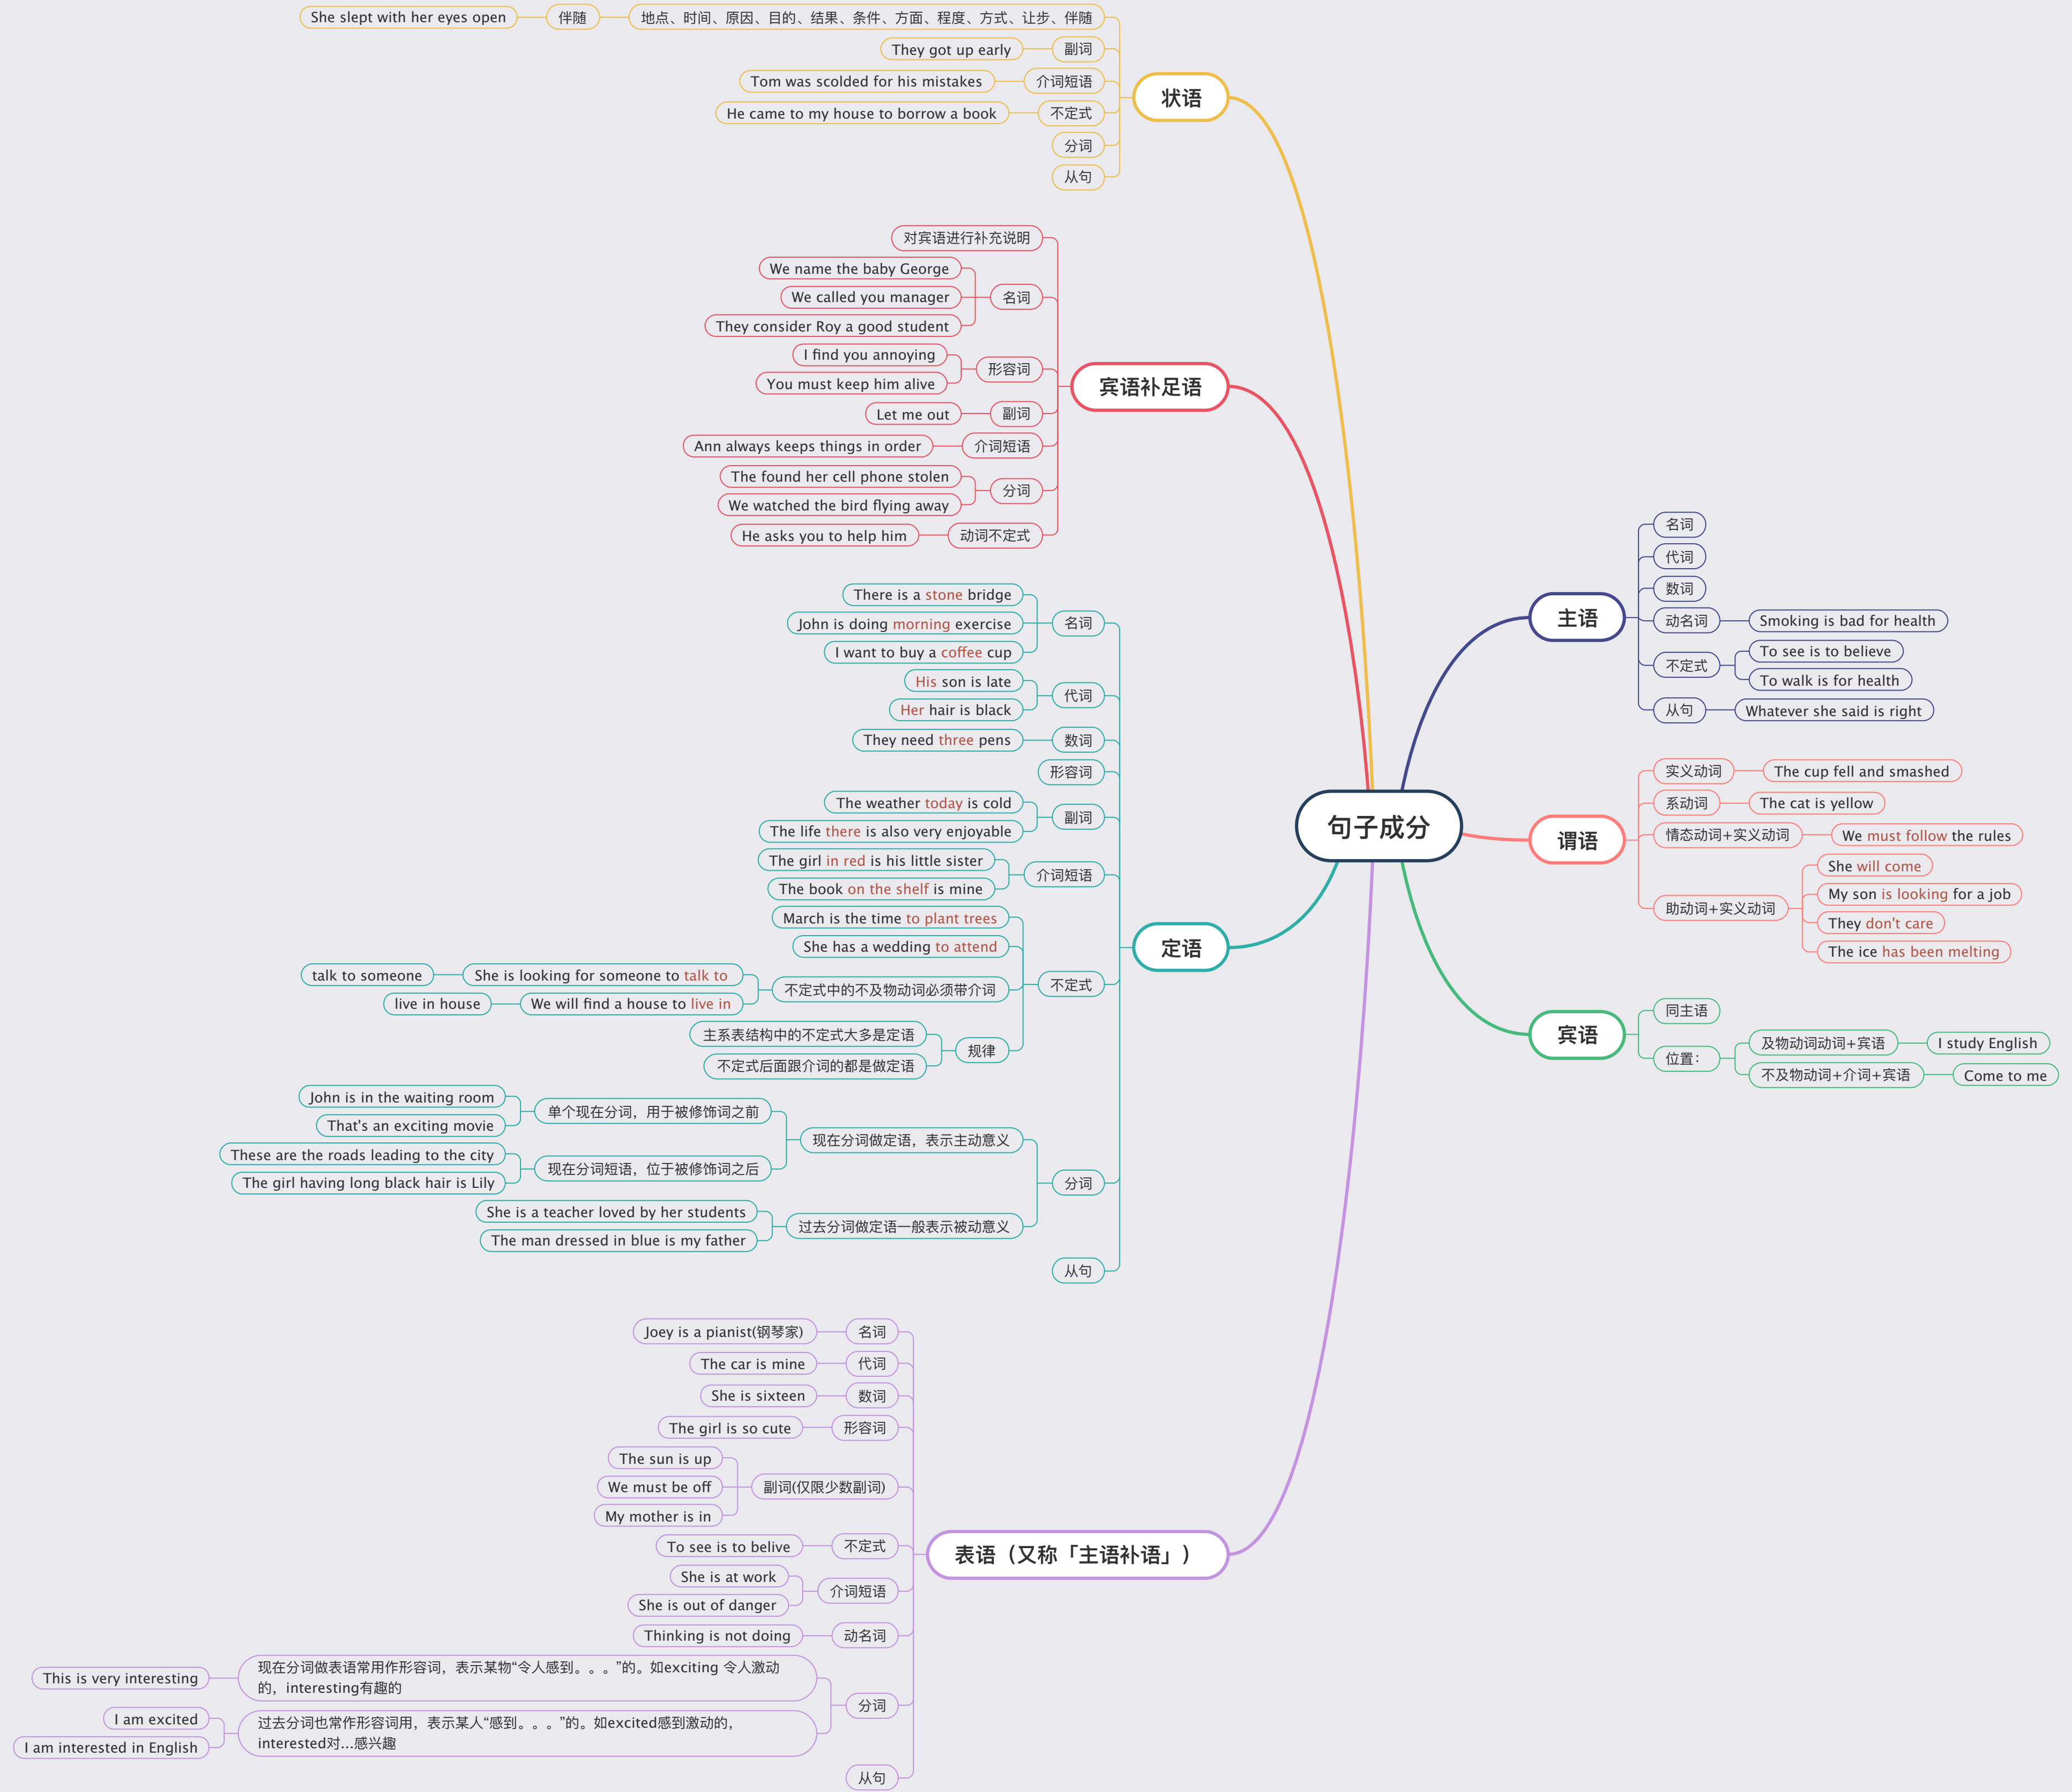 句子成分
主语
名词
代词
数词
动名词
Smoking is bad for health
不定式
To see is to believe
To walk is for health
从句
Whatever she said is right
谓语
实义动词
The cup fell and smashed
系动词
The cat is yellow
情态动词+实义动词
We must follow the rules
助动词+实义动词
She will come
My son is looking for a job
They don't care
The ice has been melting
宾语
同主语
位置：
及物动词动词+宾语
I study English
不及物动词+介词+宾语
Come to me
状语
地点、时间、原因、目的、结果、条件、方面、程度、方式、让步、伴随
伴随
She slept with her eyes open
副词
They got up early
介词短语
Tom was scolded for his mistakes
不定式
He came to my house to borrow a book
分词
从句
宾语补足语
对宾语进行补充说明
名词
We name the baby George
We called you manager
They consider Roy a good student
形容词
I find you annoying
You must keep him alive
副词
Let me out
介词短语
Ann always keeps things in order
分词
The found her cell phone stolen
We watched the bird flying away
动词不定式
He asks you to help him
定语
名词
There is a stone bridge
John is doing morning exercise
I want to buy a coffee cup
代词
His son is late
Her hair is black
数词
They need three pens
形容词
副词
The weather today is cold
The life there is also very enjoyable
介词短语
The girl in red is his little sister
The book on the shelf is mine
不定式
March is the time to plant trees
She has a wedding to attend
不定式中的不及物动词必须带介词
She is looking for someone to talk to
talk to someone
We will find a house to live in
live in house
规律
主系表结构中的不定式大多是定语
不定式后面跟介词的都是做定语
分词
现在分词做定语，表示主动意义
单个现在分词，用于被修饰词之前
John is in the waiting room
That's an exciting movie
现在分词短语，位于被修饰词之后
These are the roads leading to the city
The girl having long black hair is Lily
过去分词做定语一般表示被动意义
She is a teacher loved by her students
The man dressed in blue is my father
从句
表语（又称「主语补语」）
名词
Joey is a pianist(钢琴家)
代词
The car is mine
数词
She is sixteen
形容词
The girl is so cute
副词(仅限少数副词)
The sun is up
We must be off
My mother is in
不定式
To see is to belive
介词短语
She is at work
She is out of danger
动名词
Thinking is not doing
分词
现在分词做表语常用作形容词，表示某物“令人感到。。。”的。如exciting 令人激动
的，interesting有趣的
This is very interesting
过去分词也常作形容词用，表示某人“感到。。。”的。如excited感到激动的，
interested对...感兴趣
I am excited
I am interested in English
从句